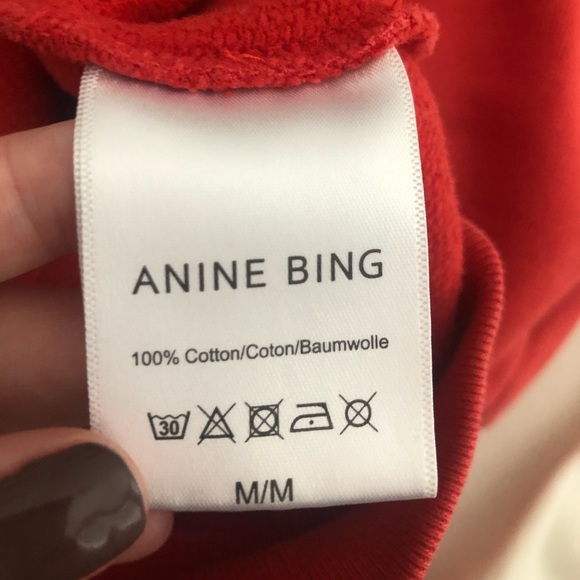 ANINE BING
100% Cotton/Coton/Baumwolle
30
M/M